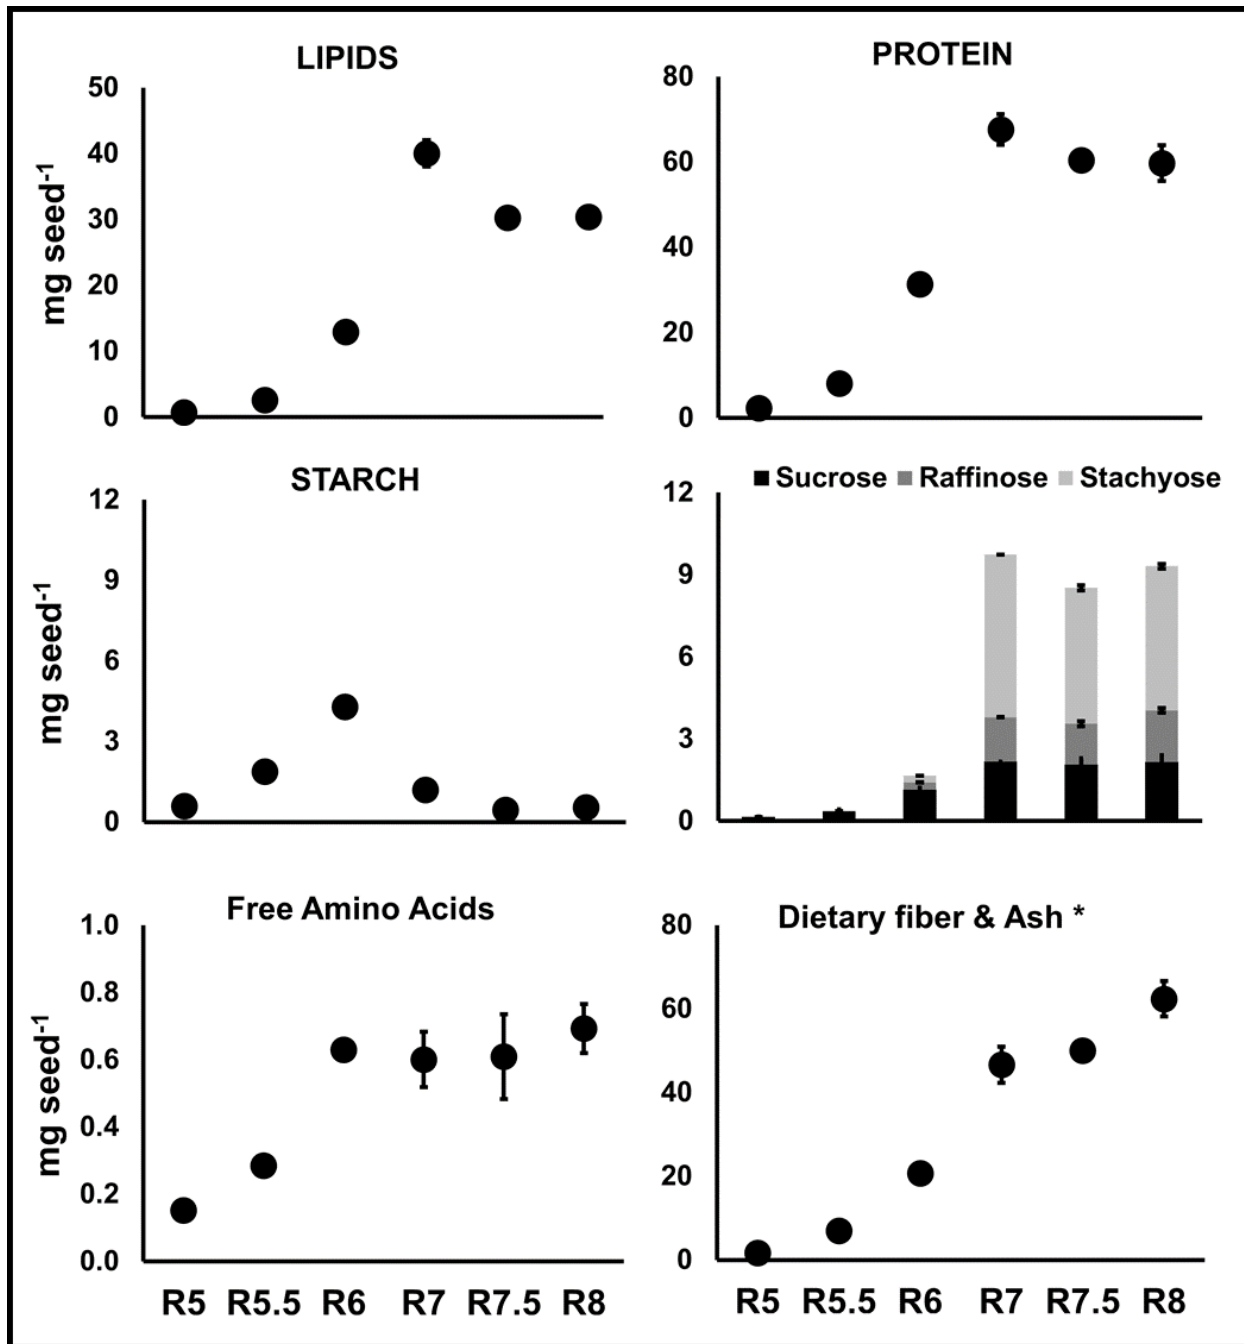 LIPIDS
mg seed-1
50
40
30
20
10
0
PROTEIN
80
60
40
20
0
STARCH
mg seed-1
12
9
6
3
0
Sucrose Raffinose Stachyose
12
9
6
3
0
Free Amino Acids
mg seed-1
1.0
0.8
0.6
0.4
0.2
0.0
R5 R5.5 R6 R7 R7.5 R8
Dietary fiber & Ash *
80
60
40
20
0
R5 R5.5 R6 R7 R7.5 R8